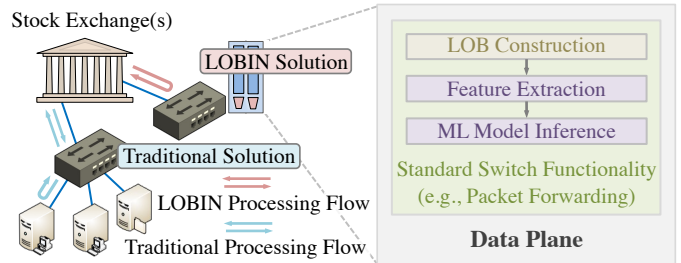 Stock Exchange(s)
LOBIN Solution
Traditional Solution
LOBIN Processing Flow
Traditional Processing Flow
LOB Construction
Feature Extraction
ML Model Inference
Standard Switch Functionality
(e.g., Packet Forwarding)
Data Plane